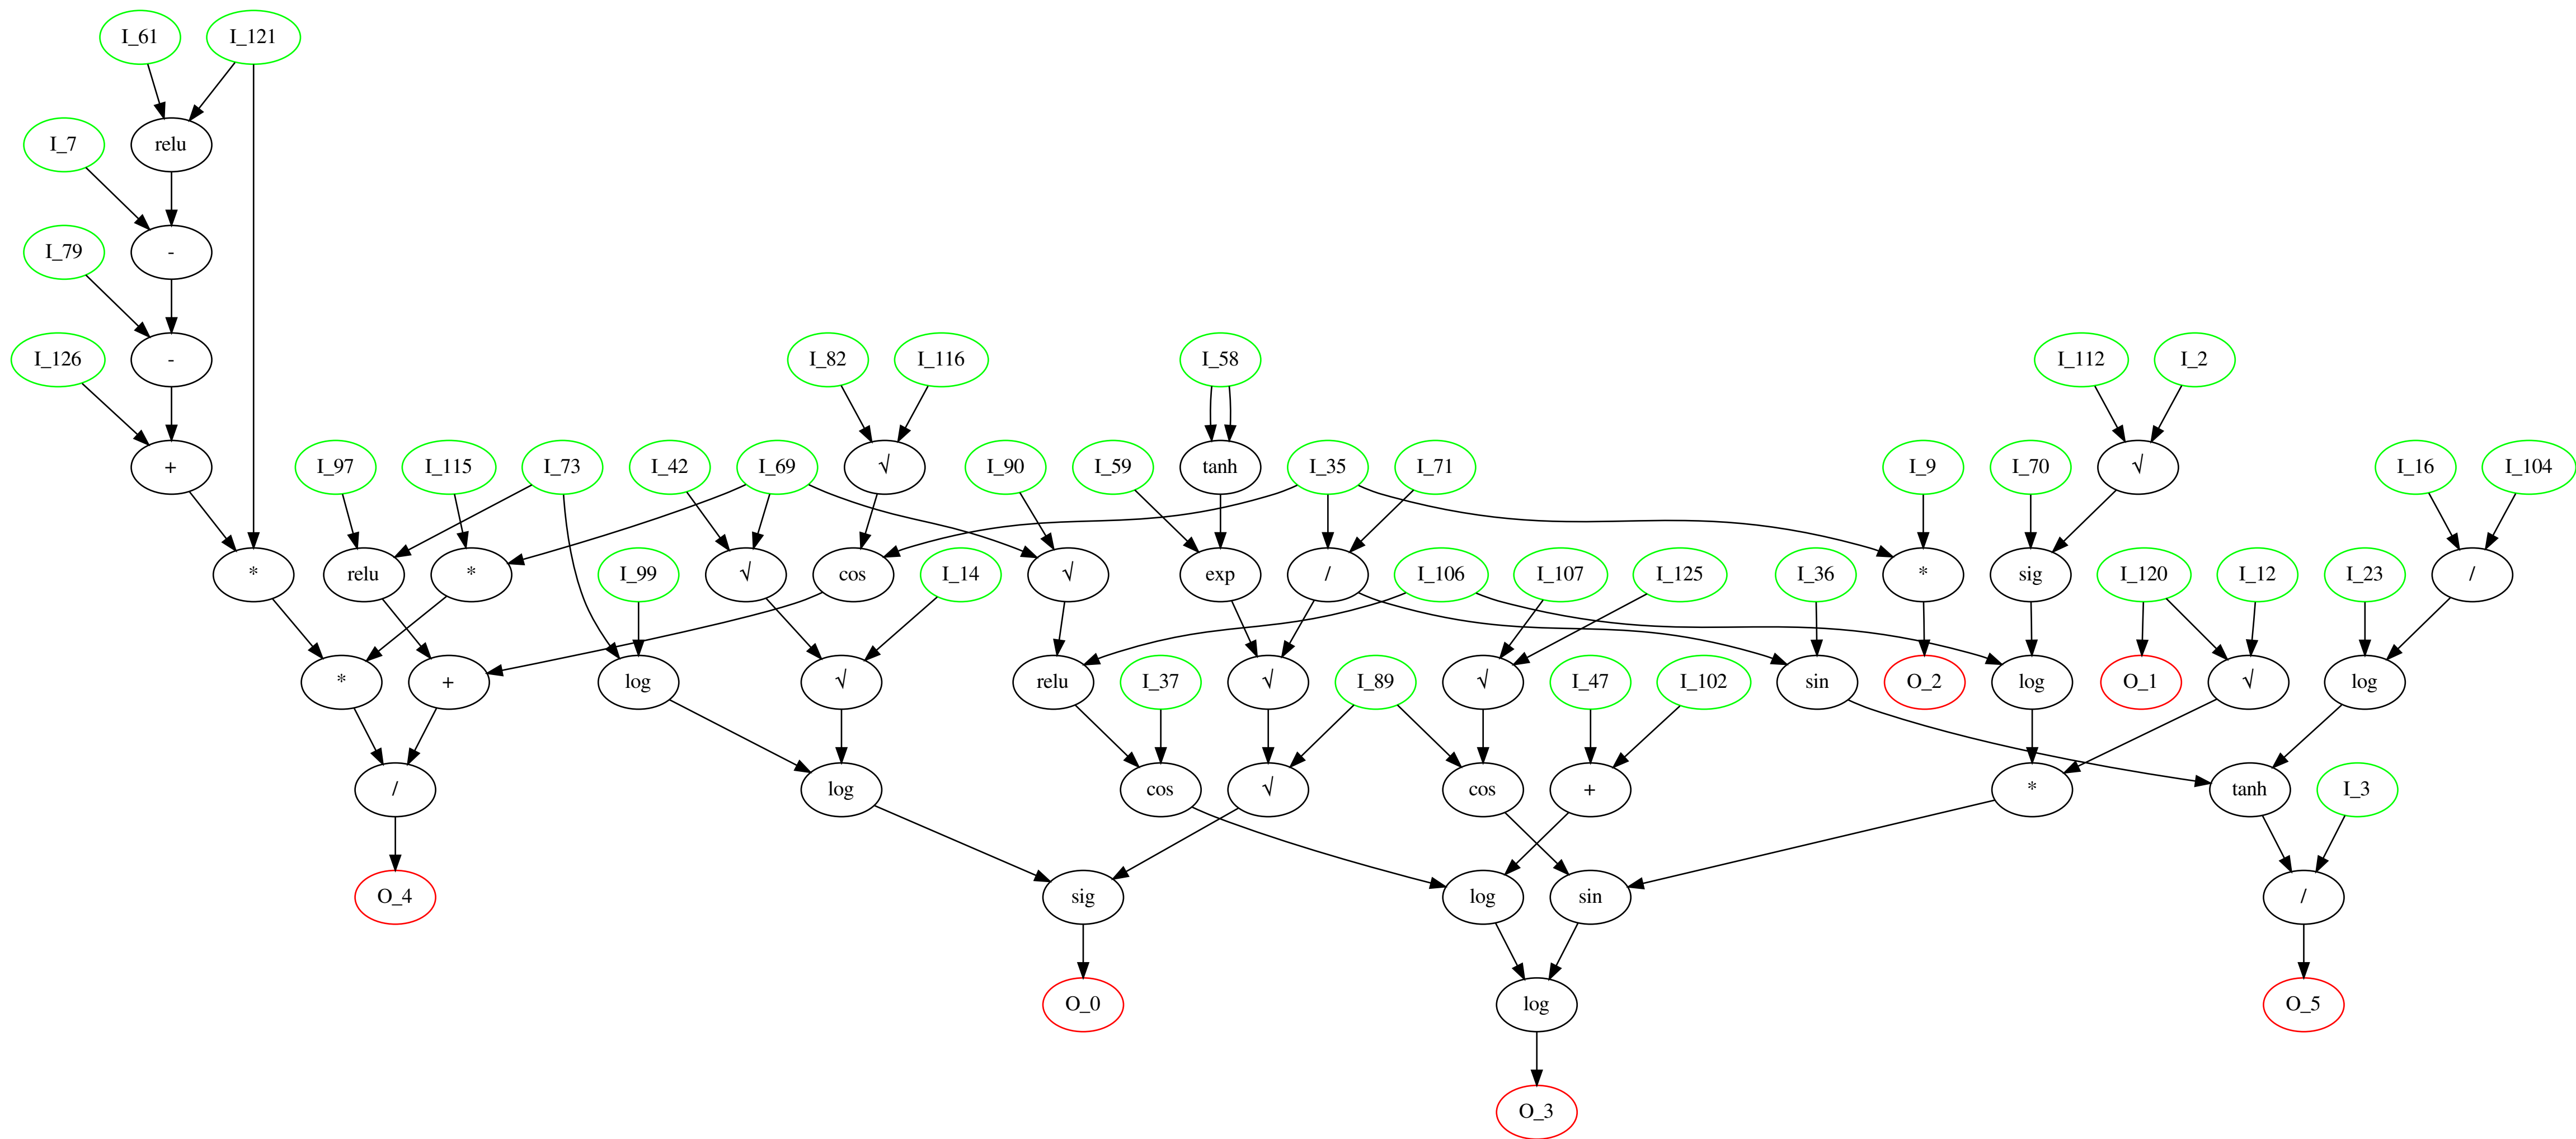 I_61 I_121
I_7 relu
I_79 -
I_126 - I_82 I_116 I_58 I_112 I_2
+ I_97 I_115 I_73 I_42 I_69 √ I_90 I_59 tanh I_35 I_71 I_9 I_70 √ I_16 I_104
* relu * I_99 √ cos I_14 √ exp / I_106 I_107 I_125 I_36 * sig I_120 I_12 I_23 /
* + log √ relu I_37 √ I_89 √ I_47 I_102 sin O_2 log O_1 √ log
/ log cos √ cos + * tanh I_3
O_4 sig log sin /
O_0 log O_5
O_3